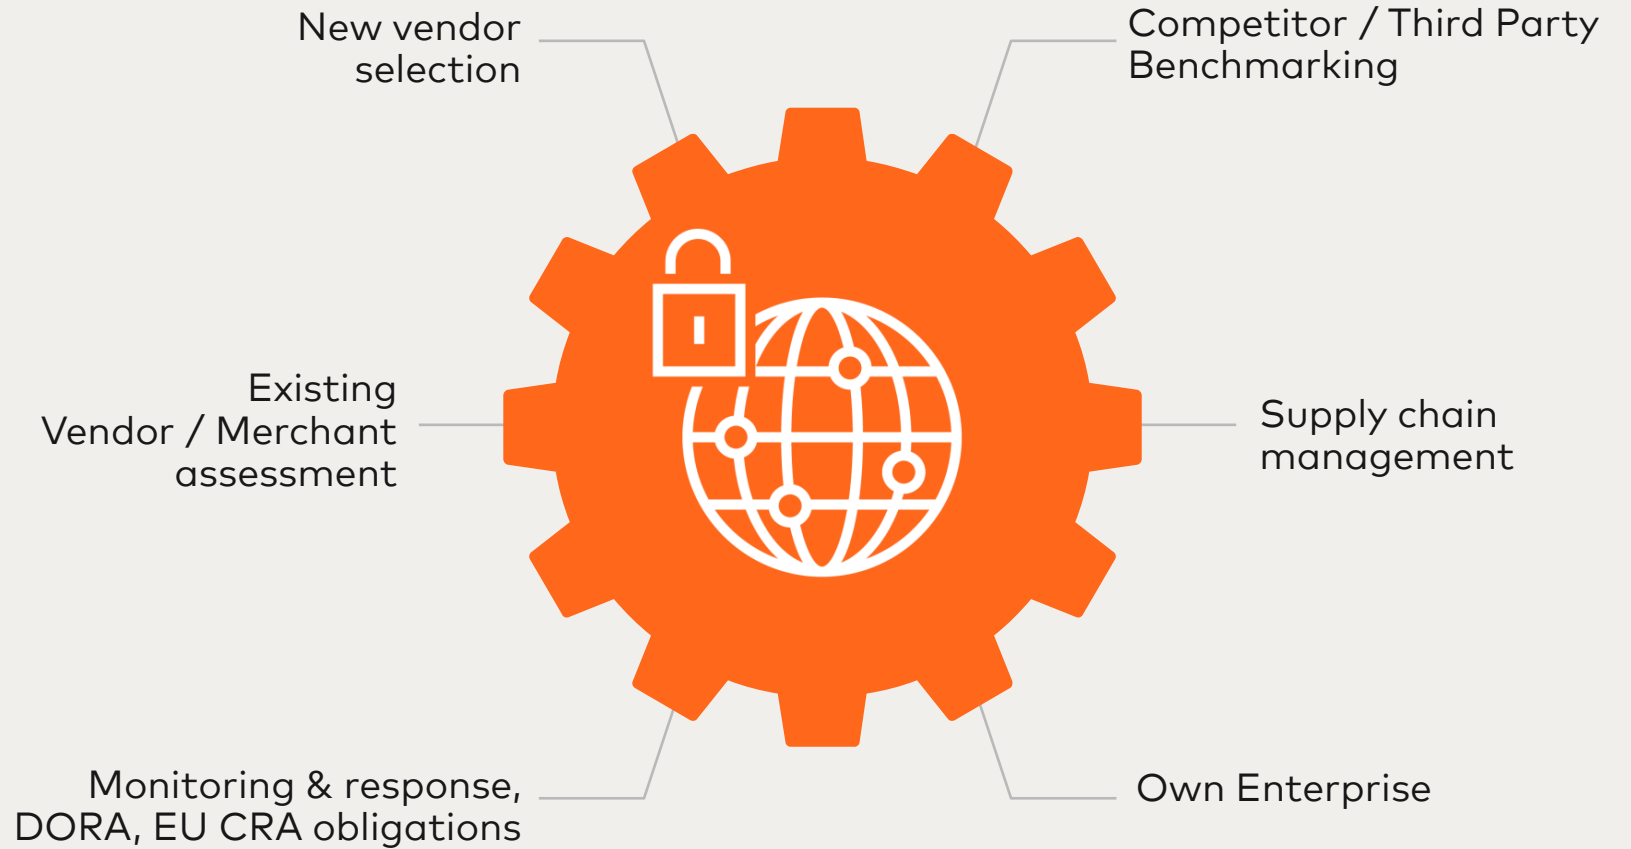 New vendor
selection
Competitor / Third Party
Benchmarking
Existing
Vendor / Merchant
assessment
Supply chain
management
Monitoring & response,
DORA, EU CRA obligations
Own Enterprise